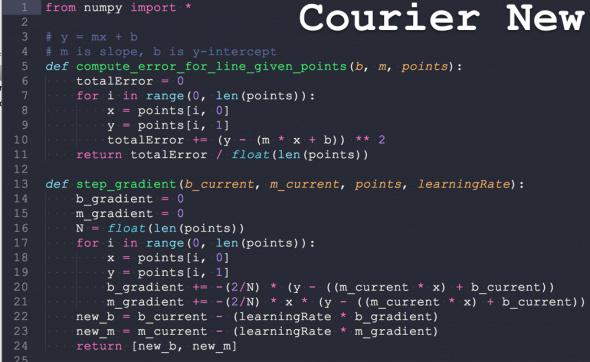 Courier New
1 from numpy import *
2
3 # y = mx + b
4 # m is slope, b is y-intercept
5 def compute_error_for_line_given_points(b, m, points):
6     totalError = 0
7     for i in range(0, len(points)):
8         x = points[i, 0]
9         y = points[i, 1]
10         totalError += (y - (m * x + b)) ** 2
11     return totalError / float(len(points))
12
13 def step_gradient(b_current, m_current, points, learningRate):
14     b_gradient = 0
15     m_gradient = 0
16     N = float(len(points))
17     for i in range(0, len(points)):
18         x = points[i, 0]
19         y = points[i, 1]
20         b_gradient += -(2/N) * (y - ((m_current * x) + b_current))
21         m_gradient += -(2/N) * x * (y - ((m_current * x) + b_current))
22     new_b = b_current - (learningRate * b_gradient)
23     new_m = m_current - (learningRate * m_gradient)
24     return [new_b, new_m]
25